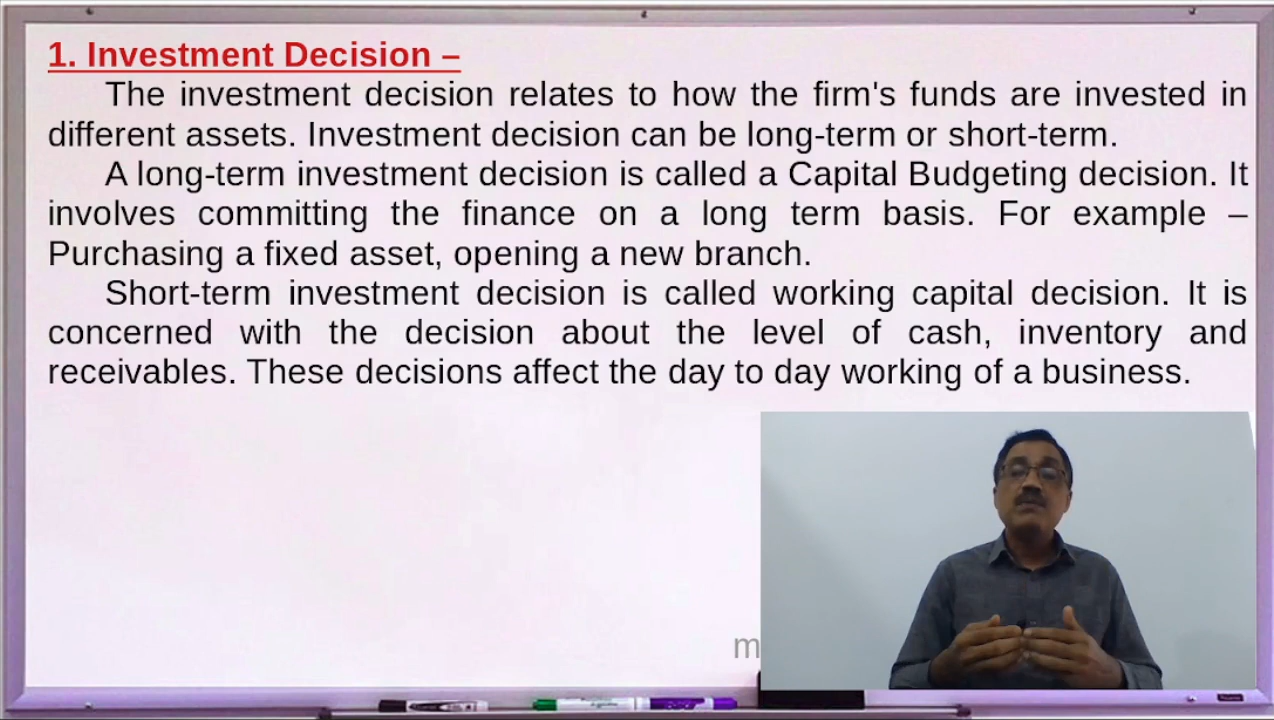 1. Investment Decision –
The investment decision relates to how the firm's funds are invested in
different assets. Investment decision can be long-term or short-term.
A long-term investment decision is called a Capital Budgeting decision. It
involves committing the finance on a long term basis. For example –
Purchasing a fixed asset, opening a new branch.
Short-term investment decision is called working capital decision. It is
concerned with the decision about the level of cash, inventory and
receivables. These decisions affect the day to day working of a business.
m